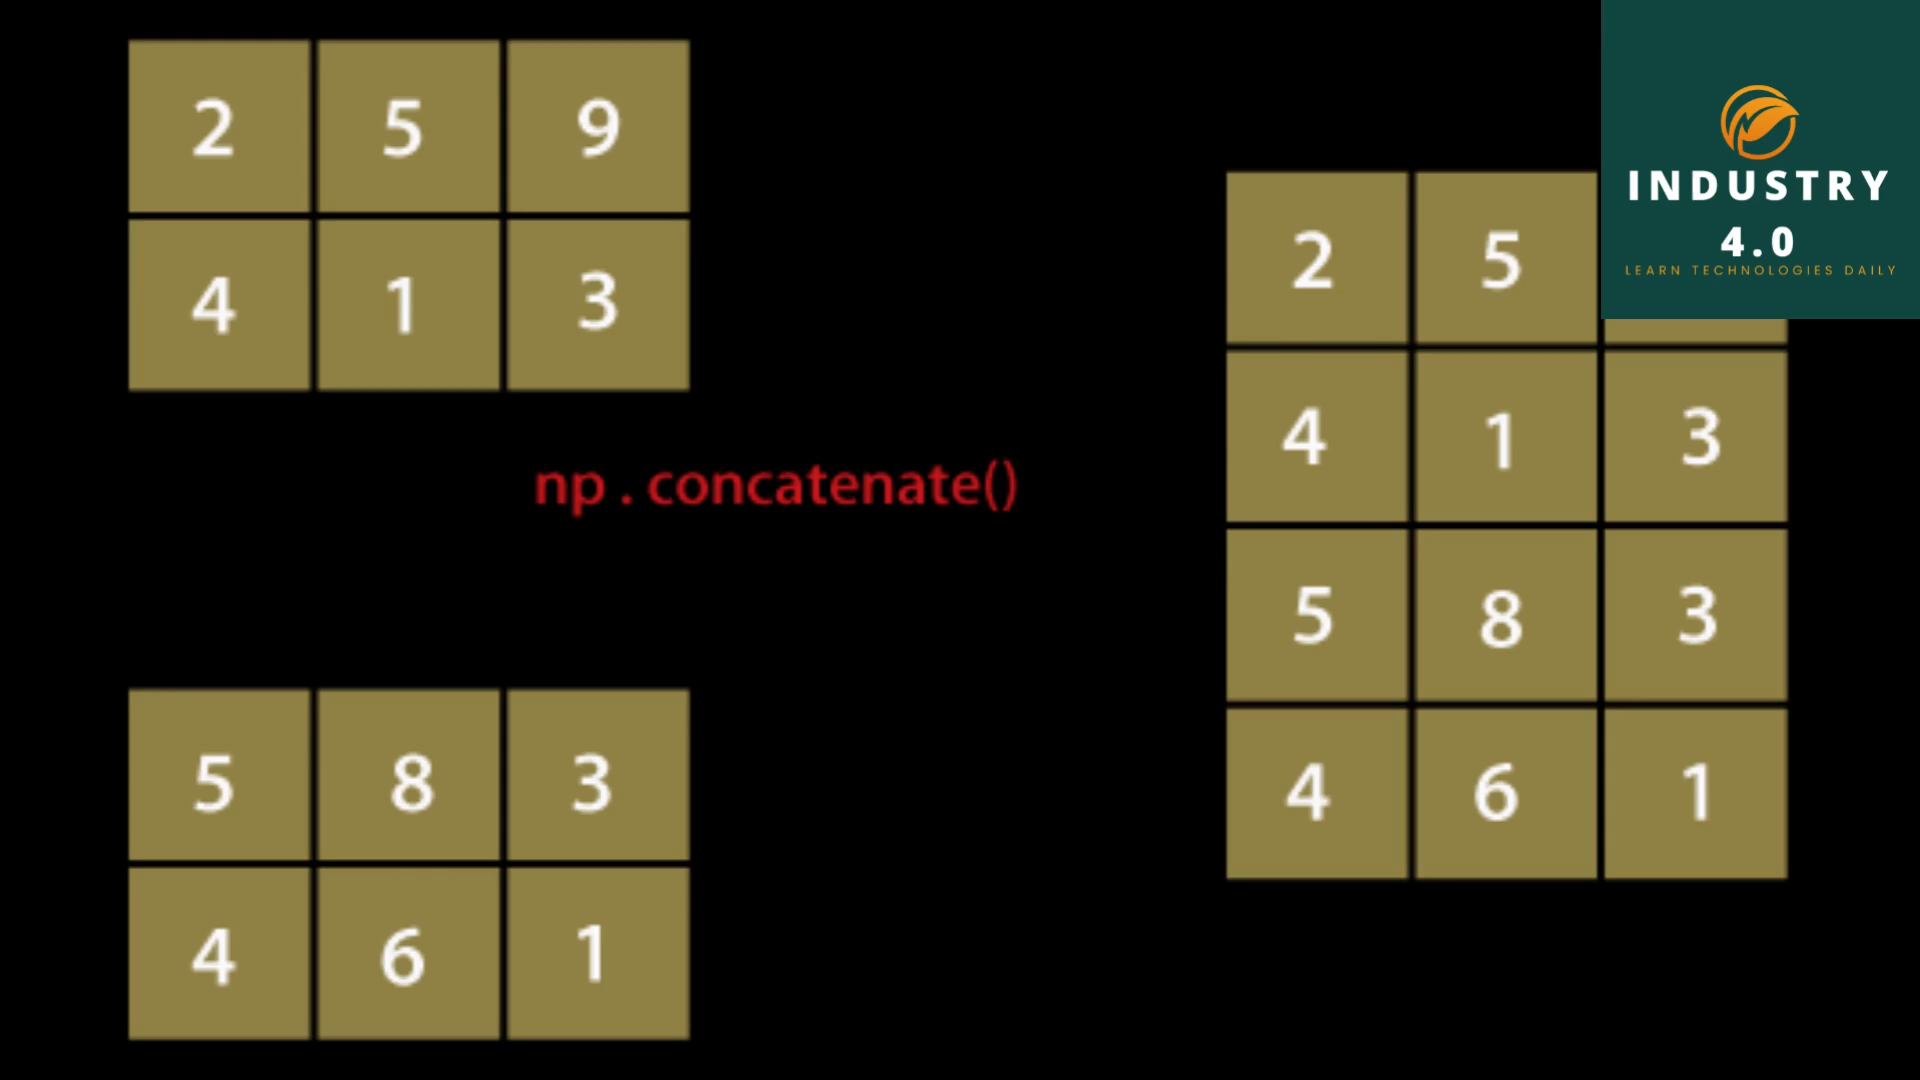 2 5 9
4 1 3
np . concatenate()
5 8 3
4 6 1
2 5
4 1 3
5 8 3
4 6 1
INDUSTRY
4.0
LEARN TECHNOLOGIES DAILY